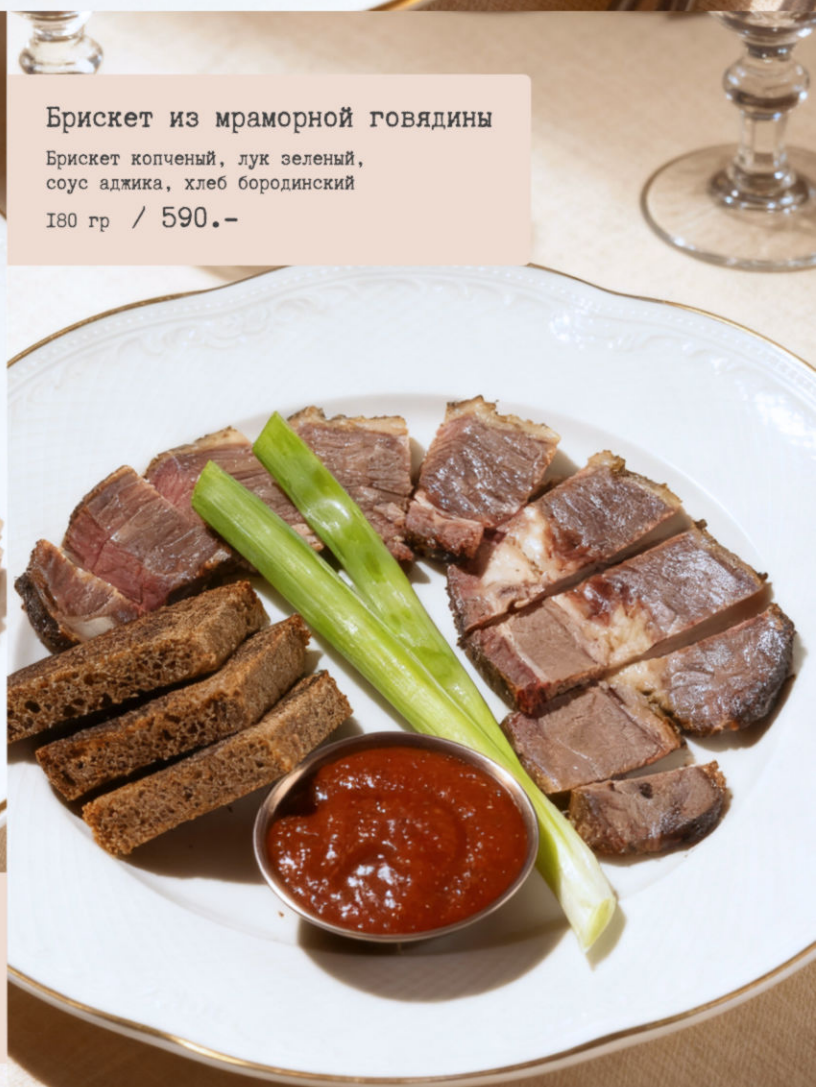 Брискет из мраморной говядины
Брискет копченый, лук зеленый,
соус аджика, хлеб бородинский
180 гр / 590.-